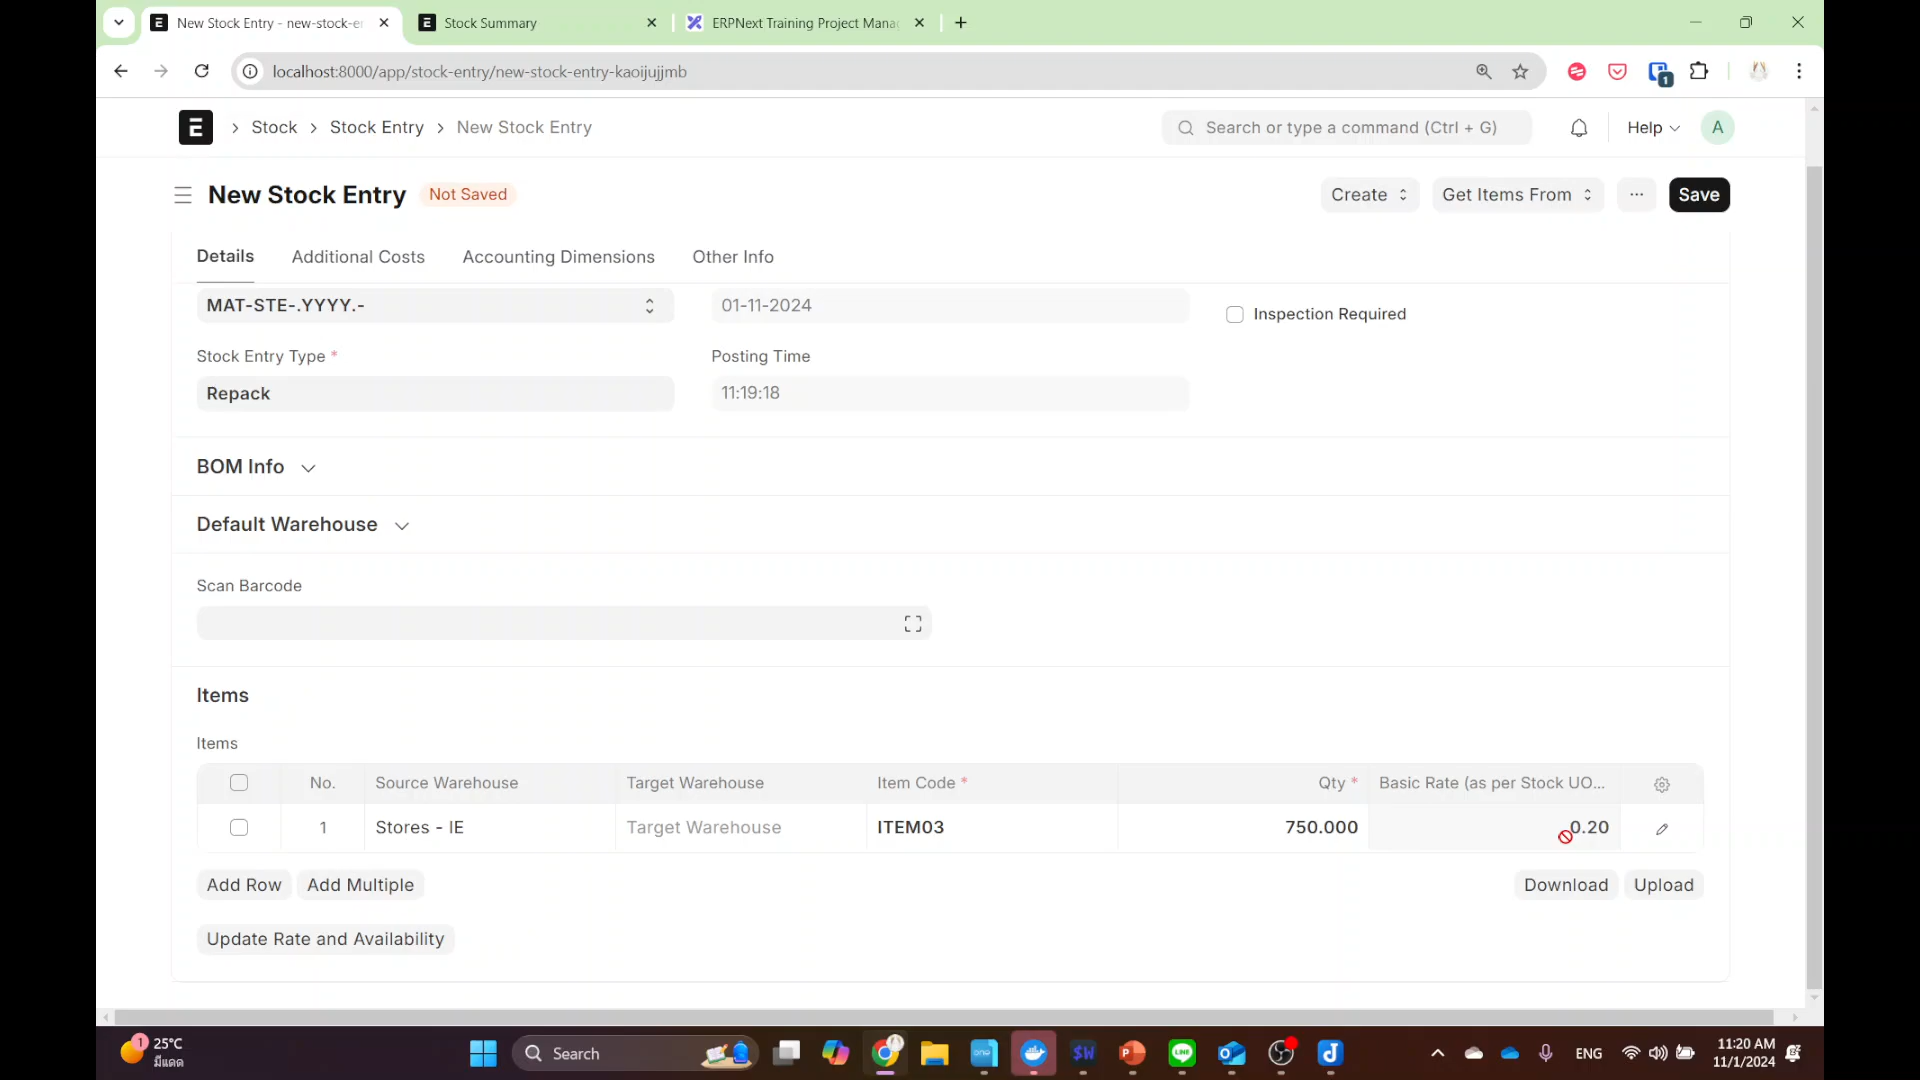 New Stock Entry - new-stock-e
Stock Summary
ERPNext Training Project Mana
localhost:8000/app/stock-entry/new-stock-entry-kaoijujjmb
1
E
Stock
Stock Entry
New Stock Entry
Search or type a command (Ctrl + G)
Help
A
New Stock Entry
Not Saved
Create
Get Items From
Save
Details
Additional Costs
Accounting Dimensions
Other Info
MAT-STE-.YYYY.-
01-11-2024
Inspection Required
Stock Entry Type *
Posting Time
Repack
11:19:18
BOM Info
Default Warehouse
Scan Barcode
Items
Items
No.
Source Warehouse
Target Warehouse
Item Code *
Qty *
Basic Rate (as per Stock UO...
1
Stores - IE
Target Warehouse
ITEM03
750.000
0.20
Add Row
Add Multiple
Download
Upload
Update Rate and Availability
1
25°C
มีแดด
Search
ENG
11:20 AM
11/1/2024